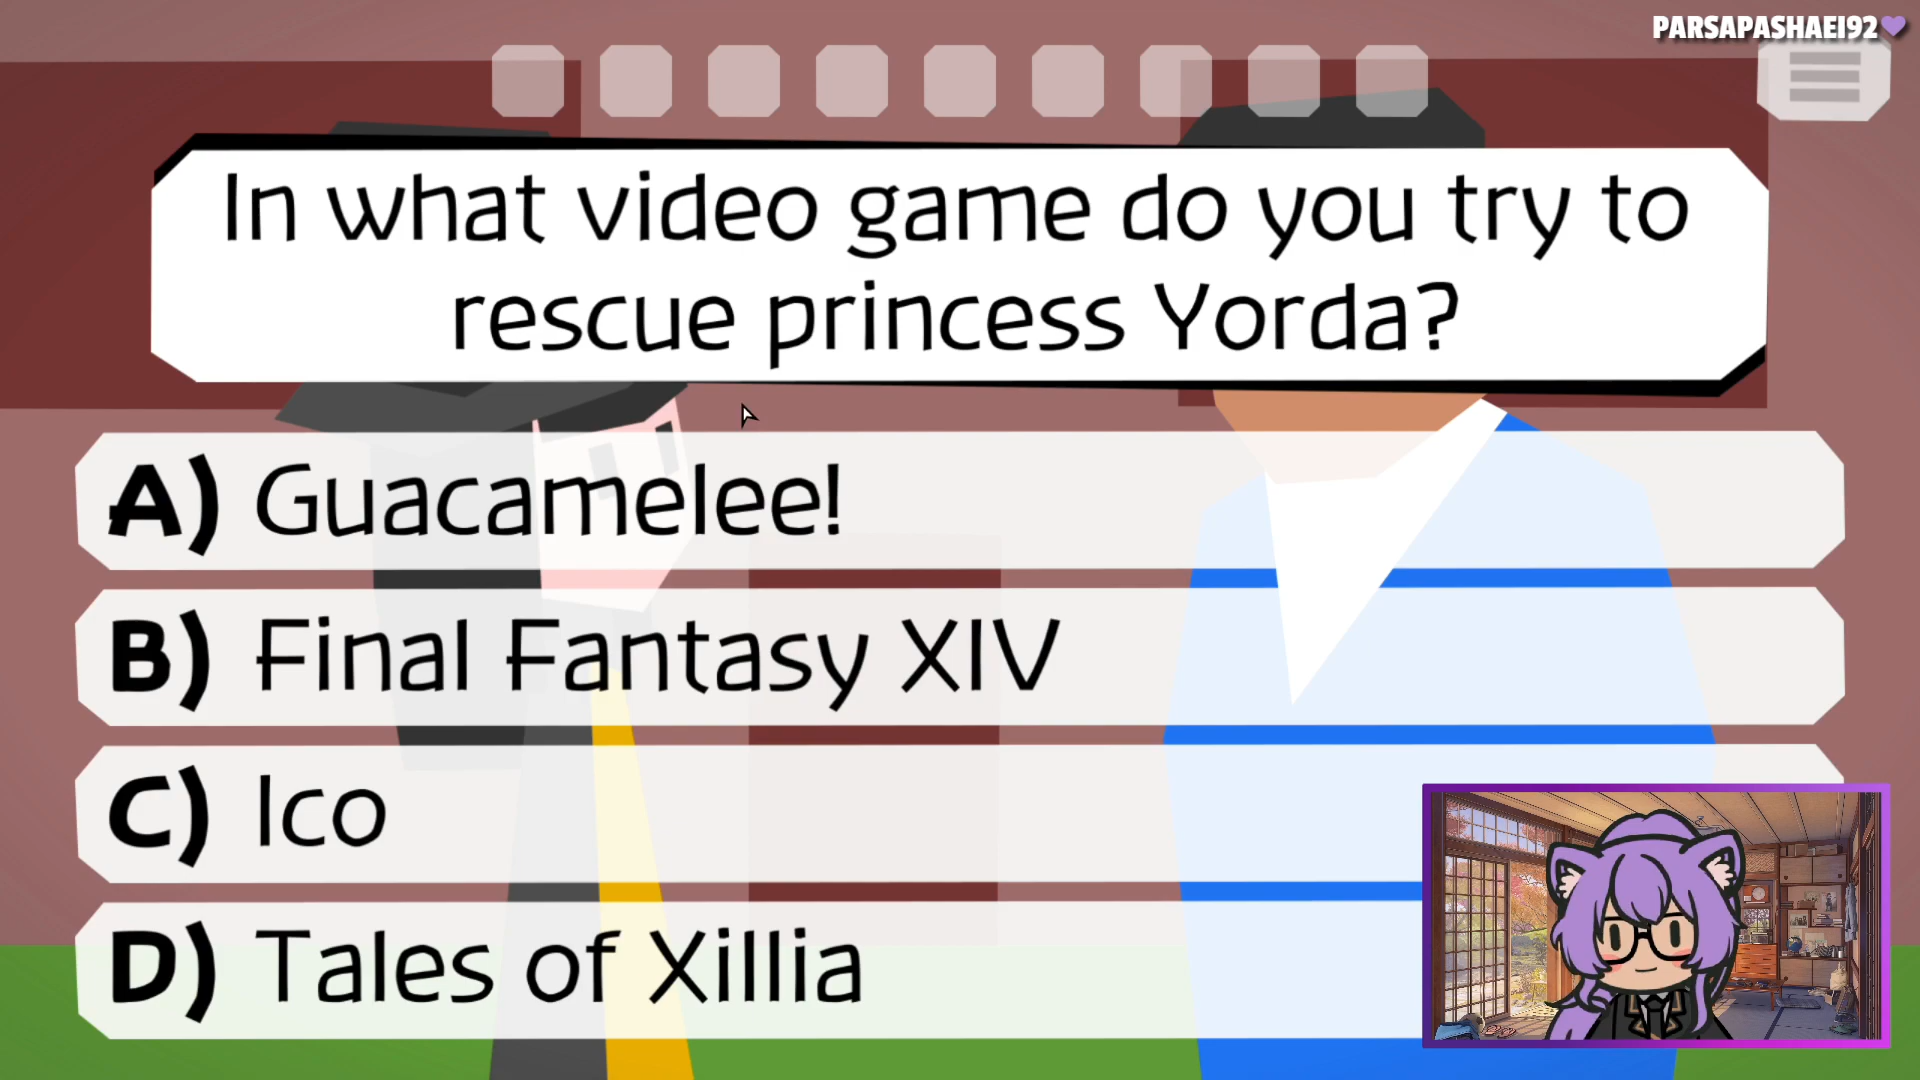 PARSAPASHAEI92
In what video game do you try to
rescue princess Yorda?
A) Guacamelee!
B) Final Fantasy XIV
C) Ico
D) Tales of Xillia